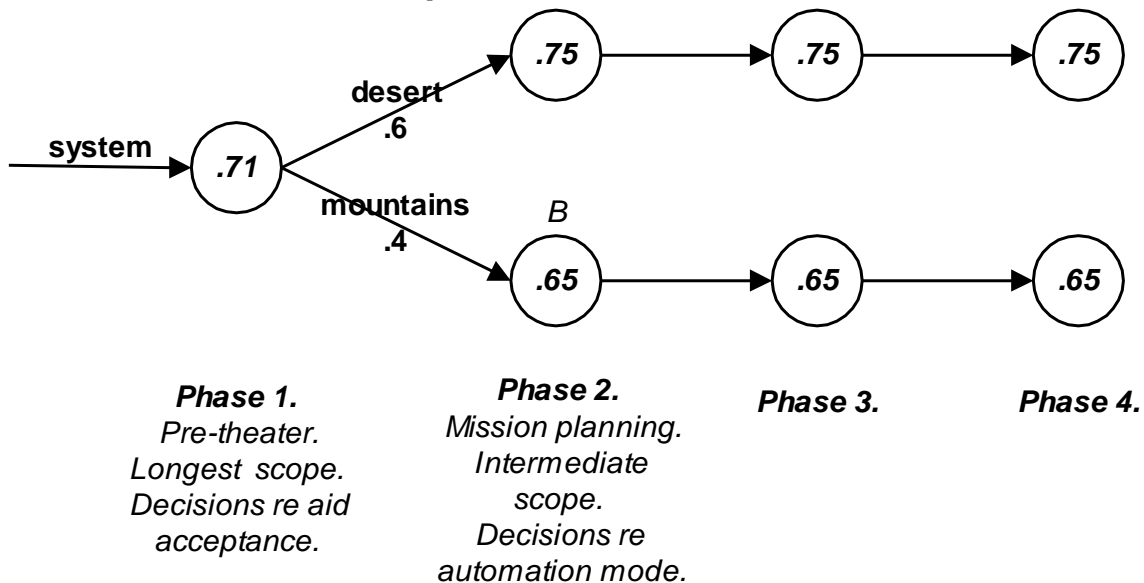 .75 .75 .75
desert
.6
system
.71
mountains
.4
B
.65 .65 .65
Phase 1.
Pre-theater.
Longest scope.
Decisions re aid
acceptance.
Phase 2.
Mission planning.
Intermediate
scope.
Decisions re
automation mode.
Phase 3.
Phase 4.